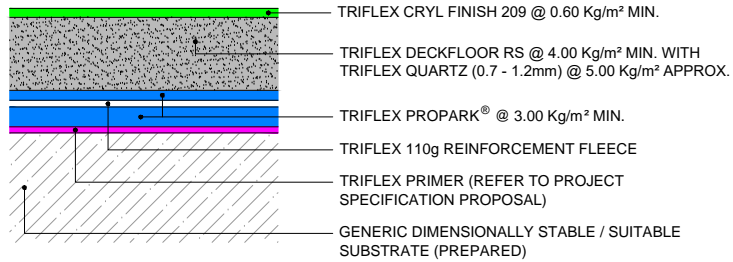 TRIFLEX CRYL FINISH 209 @ 0.60 Kg/m² MIN.
TRIFLEX DECKFLOOR RS @ 4.00 Kg/m² MIN. WITH
TRIFLEX QUARTZ (0.7 - 1.2mm) @ 5.00 Kg/m² APPROX.
TRIFLEX PROPARK® @ 3.00 Kg/m² MIN.
TRIFLEX 110g REINFORCEMENT FLEECE
TRIFLEX PRIMER (REFER TO PROJECT
SPECIFICATION PROPOSAL)
GENERIC DIMENSIONALLY STABLE / SUITABLE
SUBSTRATE (PREPARED)